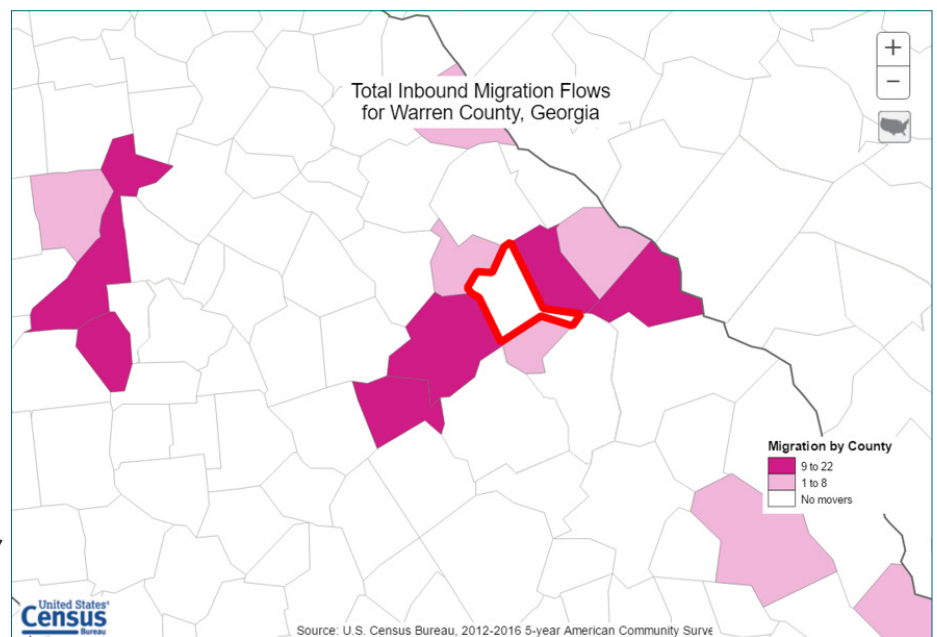 Total Inbound Migration Flows
for Warren County, Georgia
+
−
Migration by County
9 to 22
1 to 8
No movers
United States®
Census
Bureau
Source: U.S. Census Bureau, 2012-2016 5-year American Community Surve